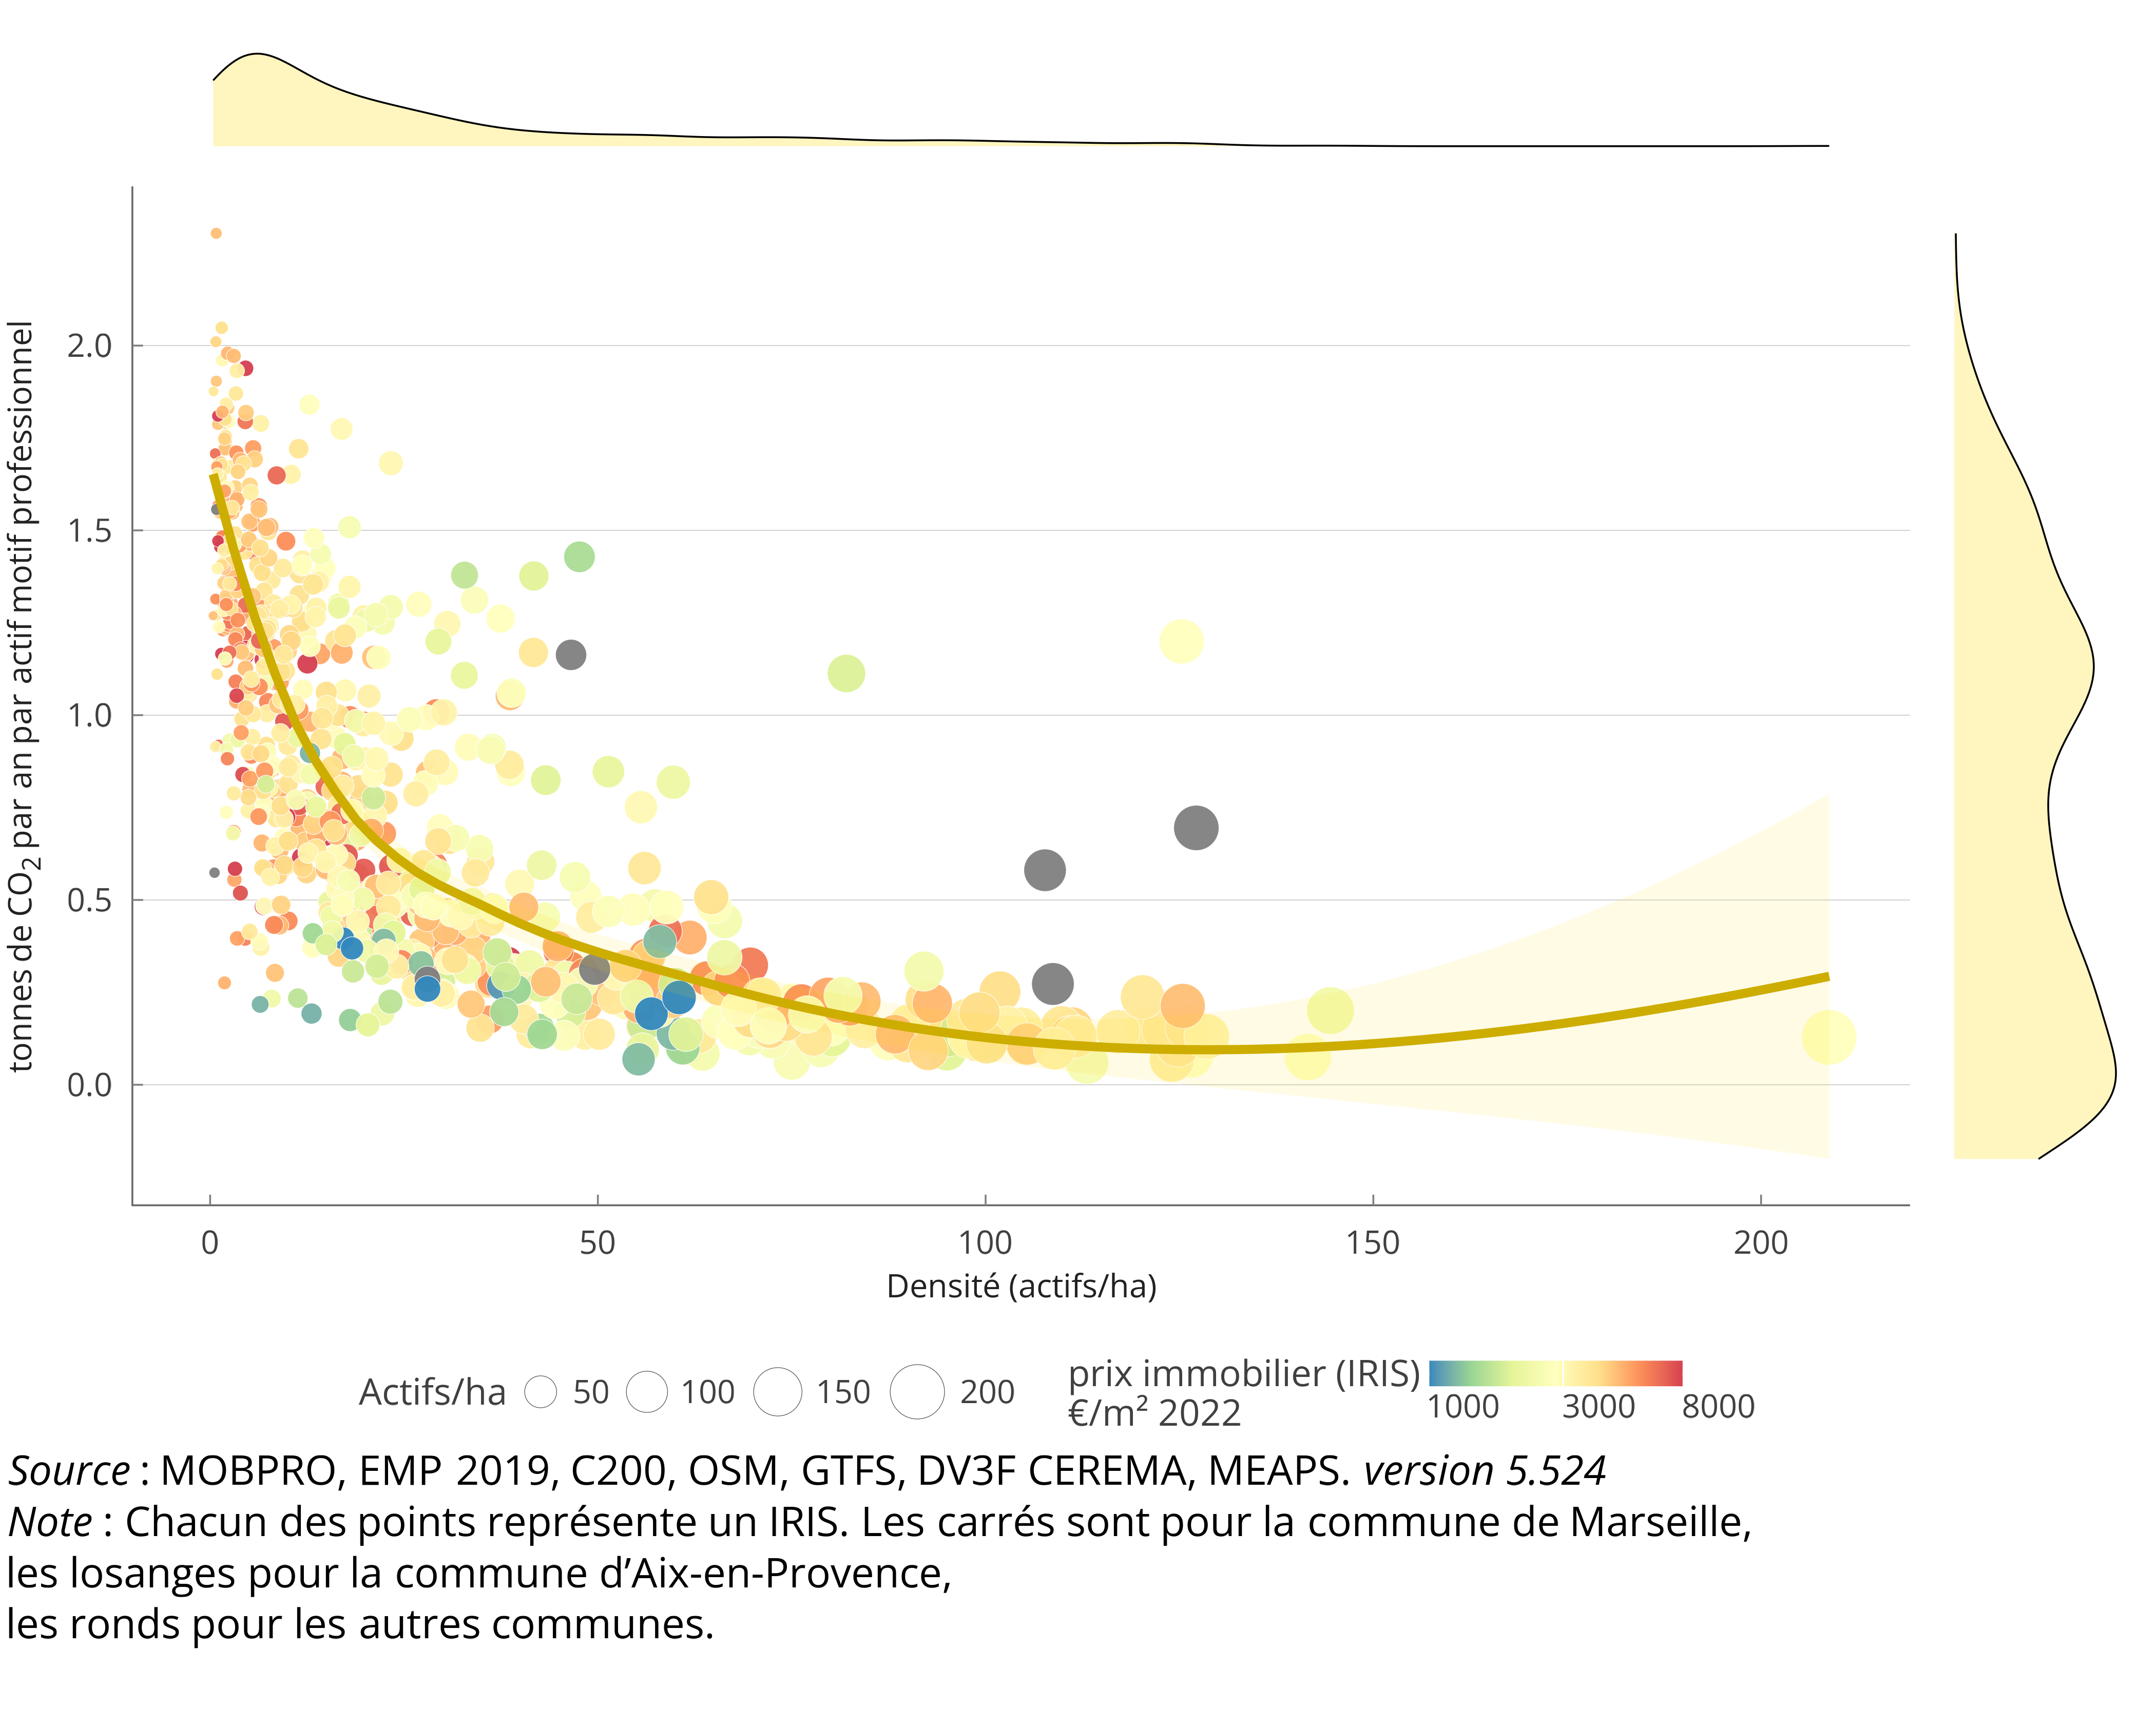 tonnes de CO₂ par an par actif motif professionnel
2.0
1.5
1.0
0.5
0.0
0 50 100 150 200
Densité (actifs/ha)
Actifs/ha 50 100 150 200
prix immobilier (IRIS)
€/m² 2022
1000 3000 8000
Source : MOBPRO, EMP 2019, C200, OSM, GTFS, DV3F CEREMA, MEAPS. version 5.524
Note : Chacun des points représente un IRIS. Les carrés sont pour la commune de Marseille,
les losanges pour la commune d’Aix-en-Provence,
les ronds pour les autres communes.